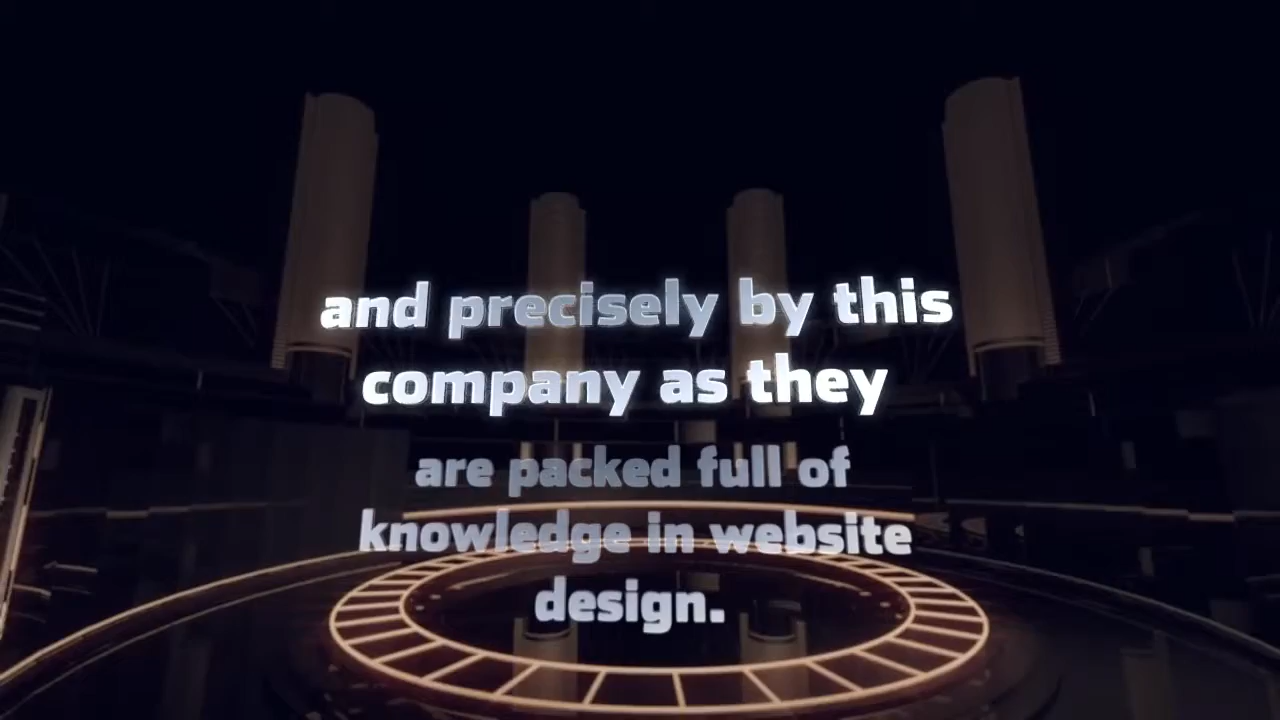 and precisely by this
company as they
are packed full of
knowledge in website
design.